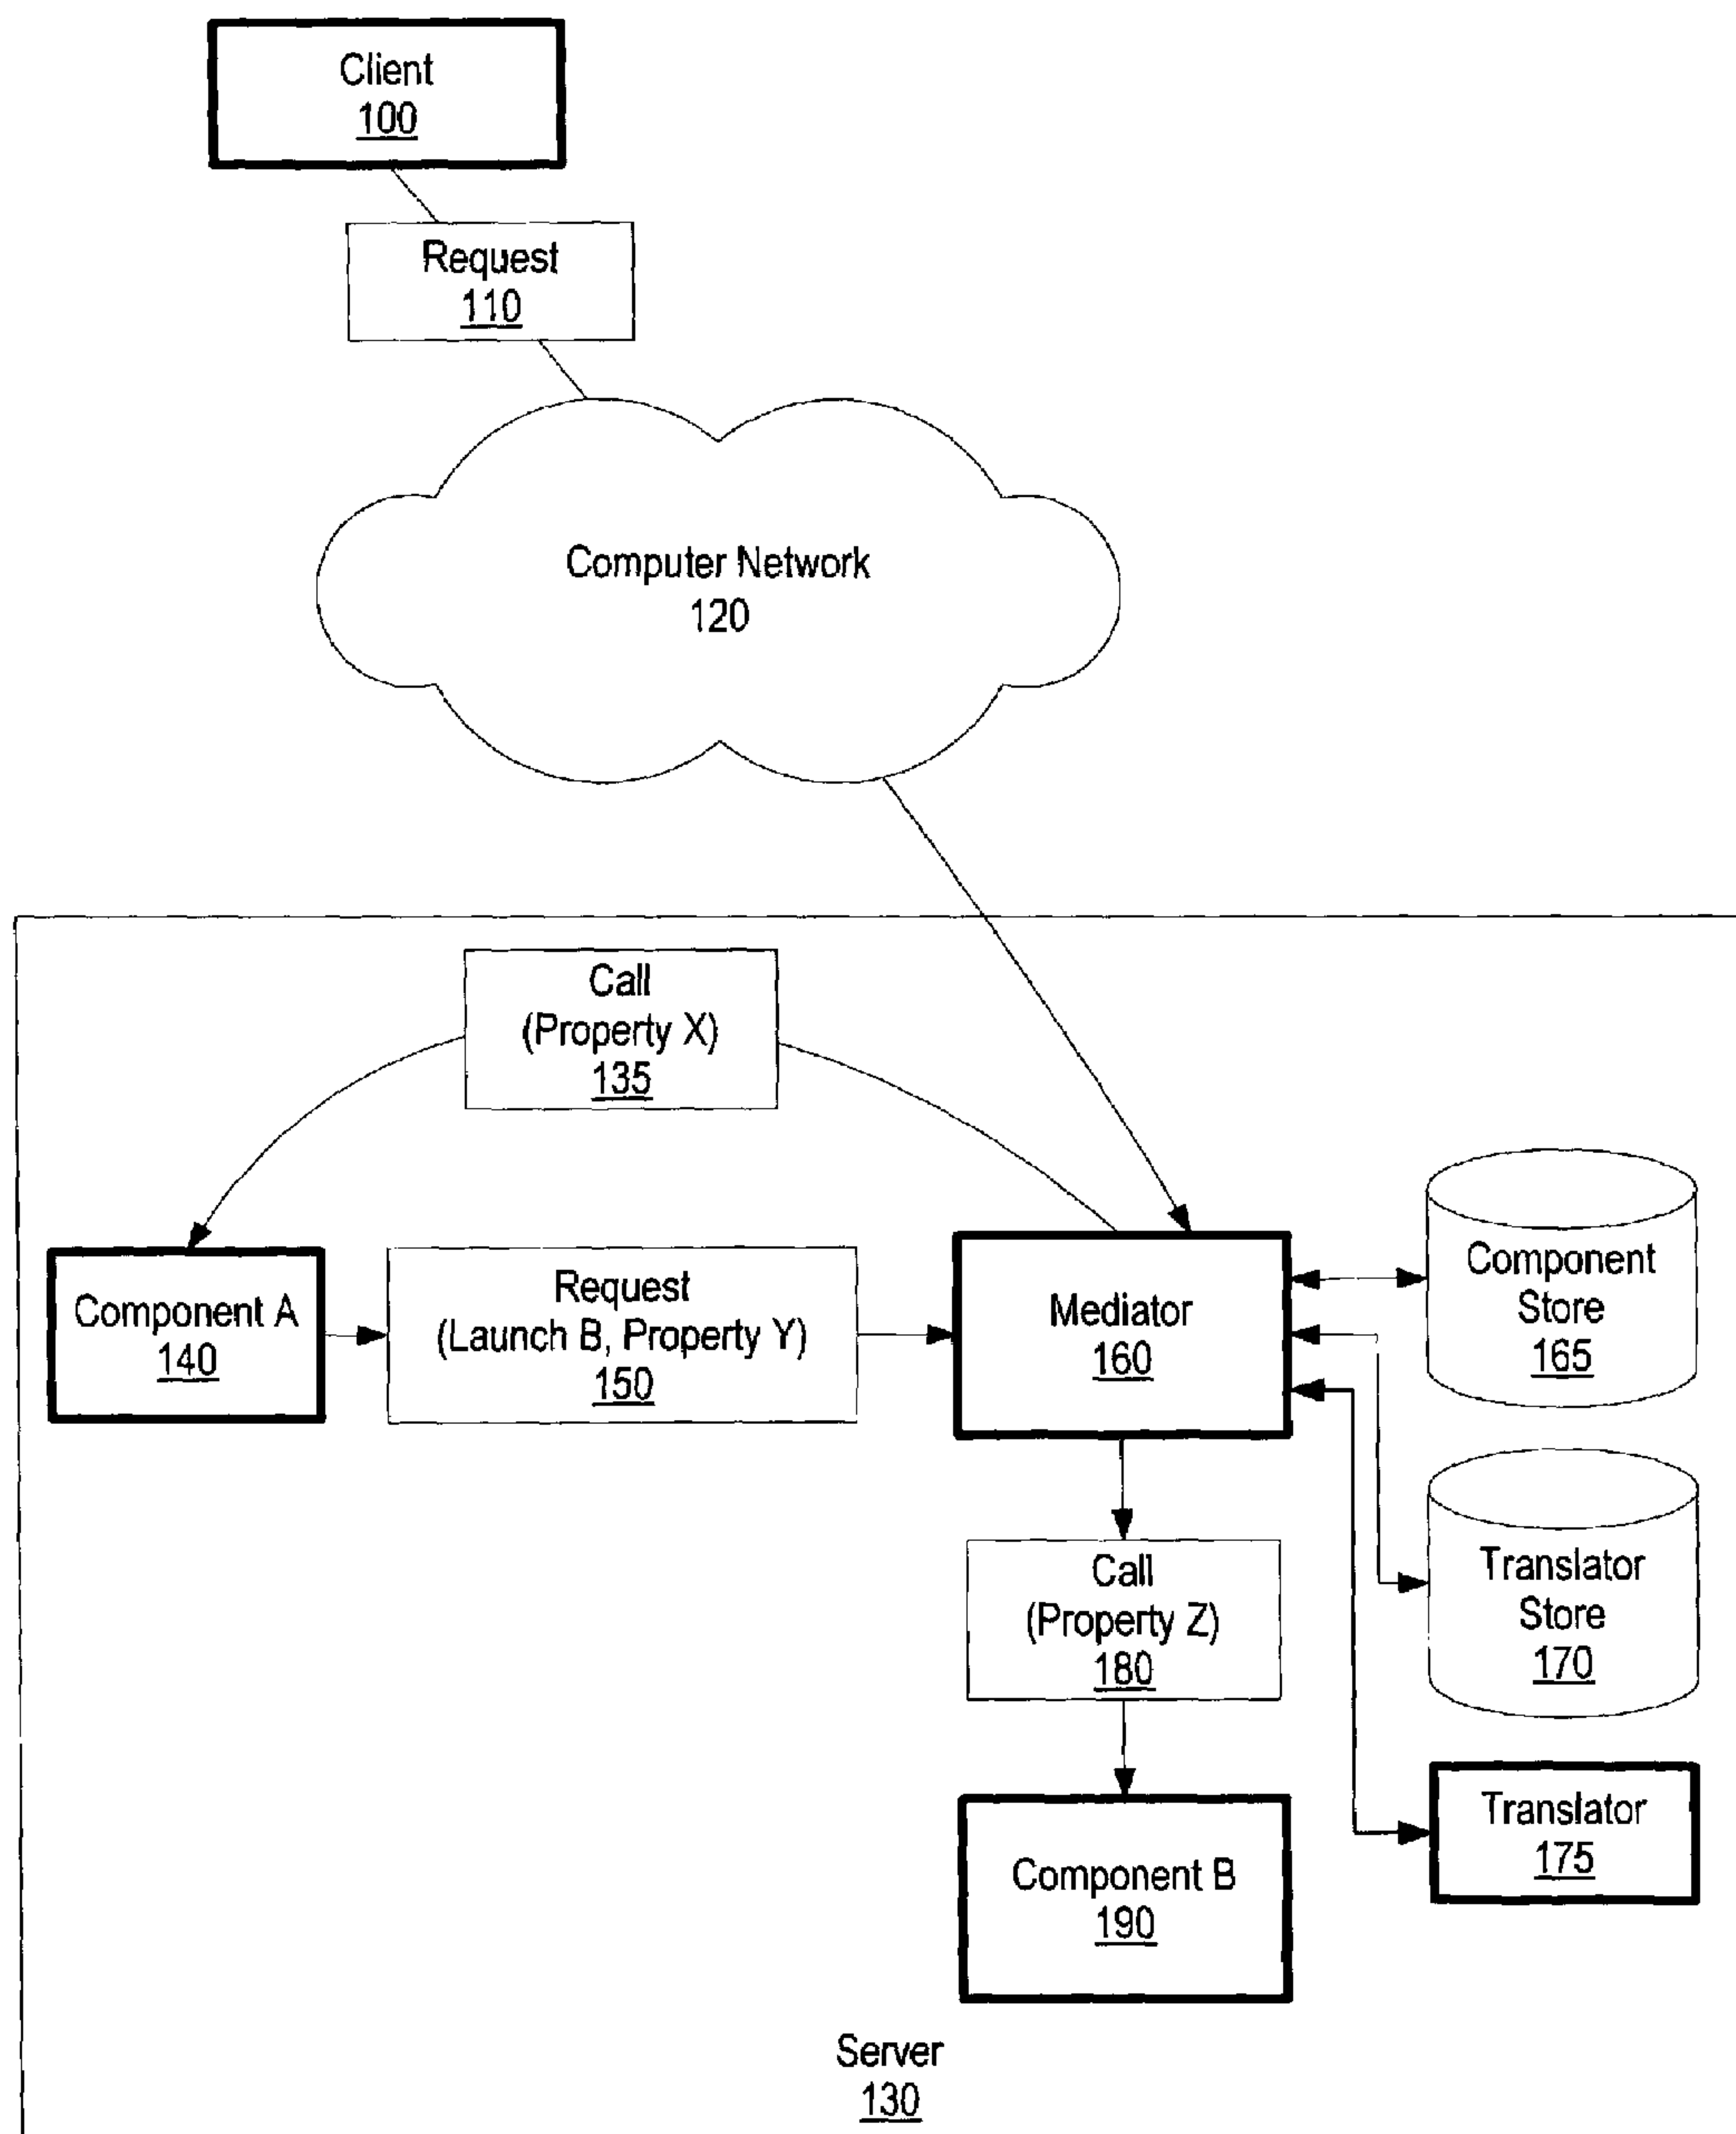 Client
100
Request
110
Computer Network
120
Call
(Property X)
135
Component A
140
Request
(Launch B, Property Y)
150
Mediator
160
Component
Store
165
Translator
Store
170
Call
(Property Z)
180
Translator
175
Component B
190
Server
130